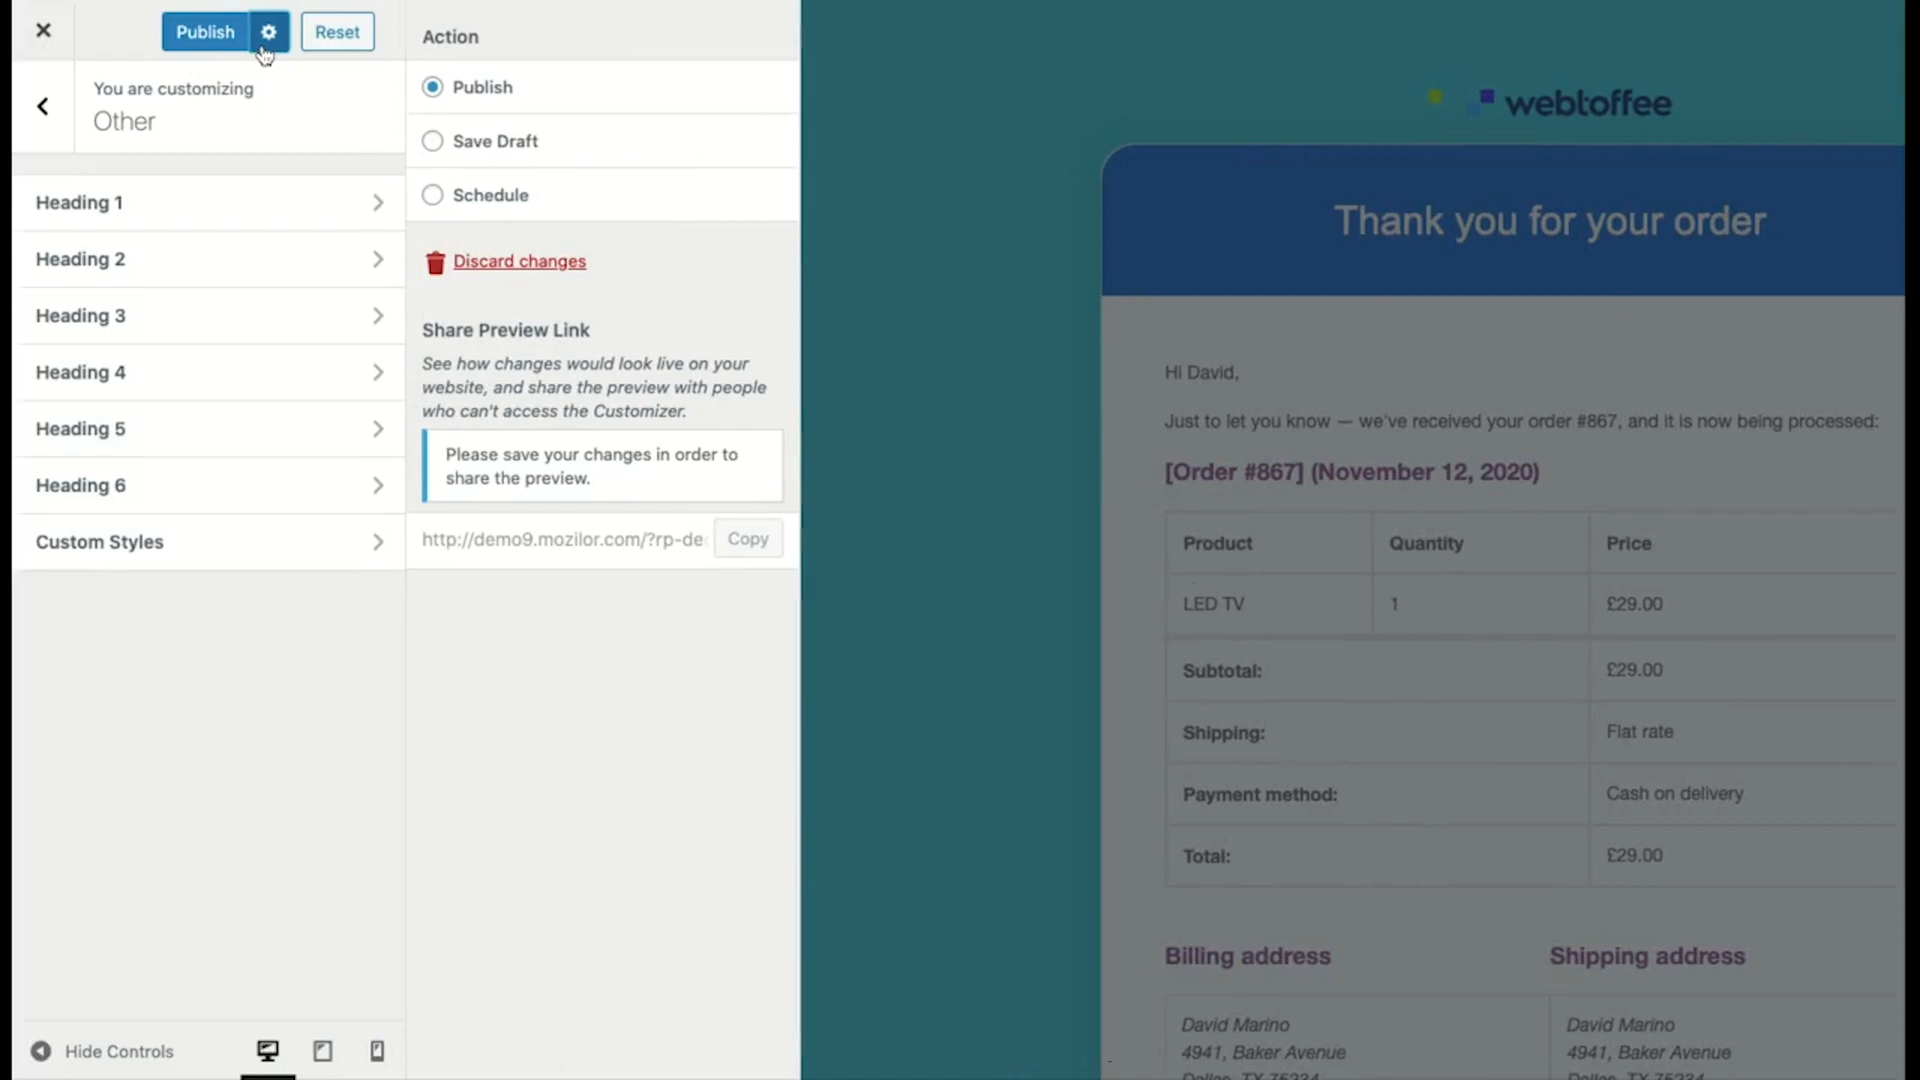 Publish
Reset
You are customizing
Other
Heading 1
Heading 2
Heading 3
Heading 4
Heading 5
Heading 6
Custom Styles
Hide Controls
Action
Publish
Save Draft
Schedule
Discard changes
Share Preview Link
See how changes would look live on your
website, and share the preview with people
who can't access the Customizer.
Please save your changes in order to
share the preview.
http://demo9.mozilor.com/?rp-de
Copy
webtoffee
Thank you for your order
Hi David,
Just to let you know — we've received your order #867, and it is now being processed:
[Order #867] (November 12, 2020)
Product Quantity Price
LED TV 1 £29.00
Subtotal: £29.00
Shipping: Flat rate
Payment method: Cash on delivery
Total: £29.00
Billing address Shipping address
David Marino David Marino
4941, Baker Avenue 4941, Baker Avenue
Dallas, TX 75234 Dallas, TX 75234